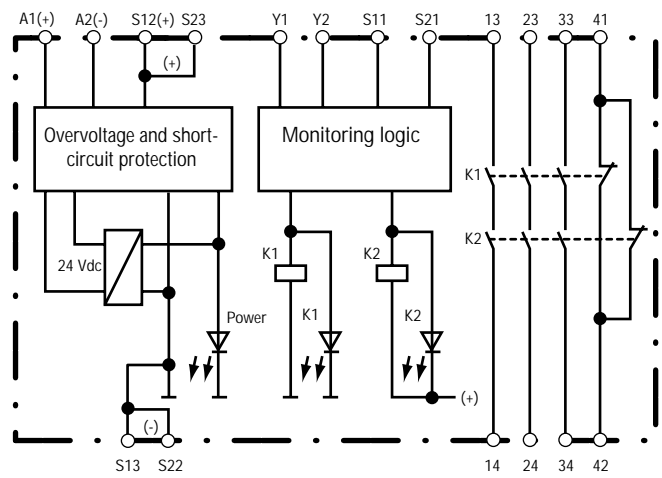 A1(+) A2(-) S12(+) S23 Y1 Y2 S11 S21 13 23 33 41
(+)
Overvoltage and short-
circuit protection
Monitoring logic
K1
K2
24 Vdc
K1
K2
Power
K1
K2
(+)
(-)
S13 S22 14 24 34 42